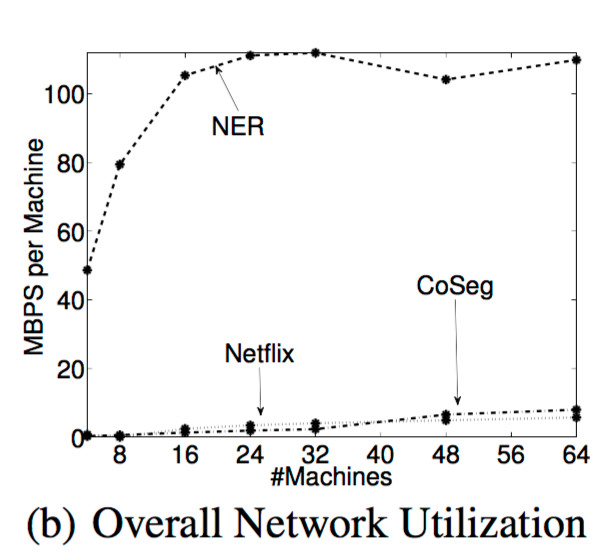 100
80
60
40
20
0
MBPS per Machine
NER
CoSeg
Netflix
8 16 24 32 40 48 56 64
#Machines
(b) Overall Network Utilization